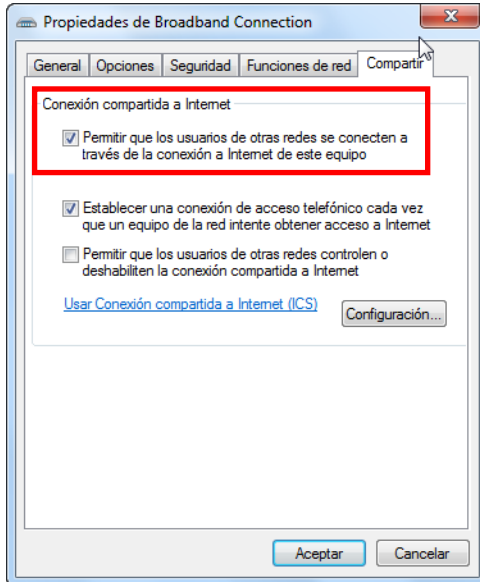 Propiedades de Broadband Connection
General Opciones Seguridad Funciones de red Compartir
Conexión compartida a Internet
Permitir que los usuarios de otras redes se conecten a
través de la conexión a Internet de este equipo
Establecer una conexión de acceso telefónico cada vez
que un equipo de la red intente obtener acceso a Internet
Permitir que los usuarios de otras redes controlen o
deshabiliten la conexión compartida a Internet
Usar Conexión compartida a Internet (ICS)
Configuración...
Aceptar Cancelar